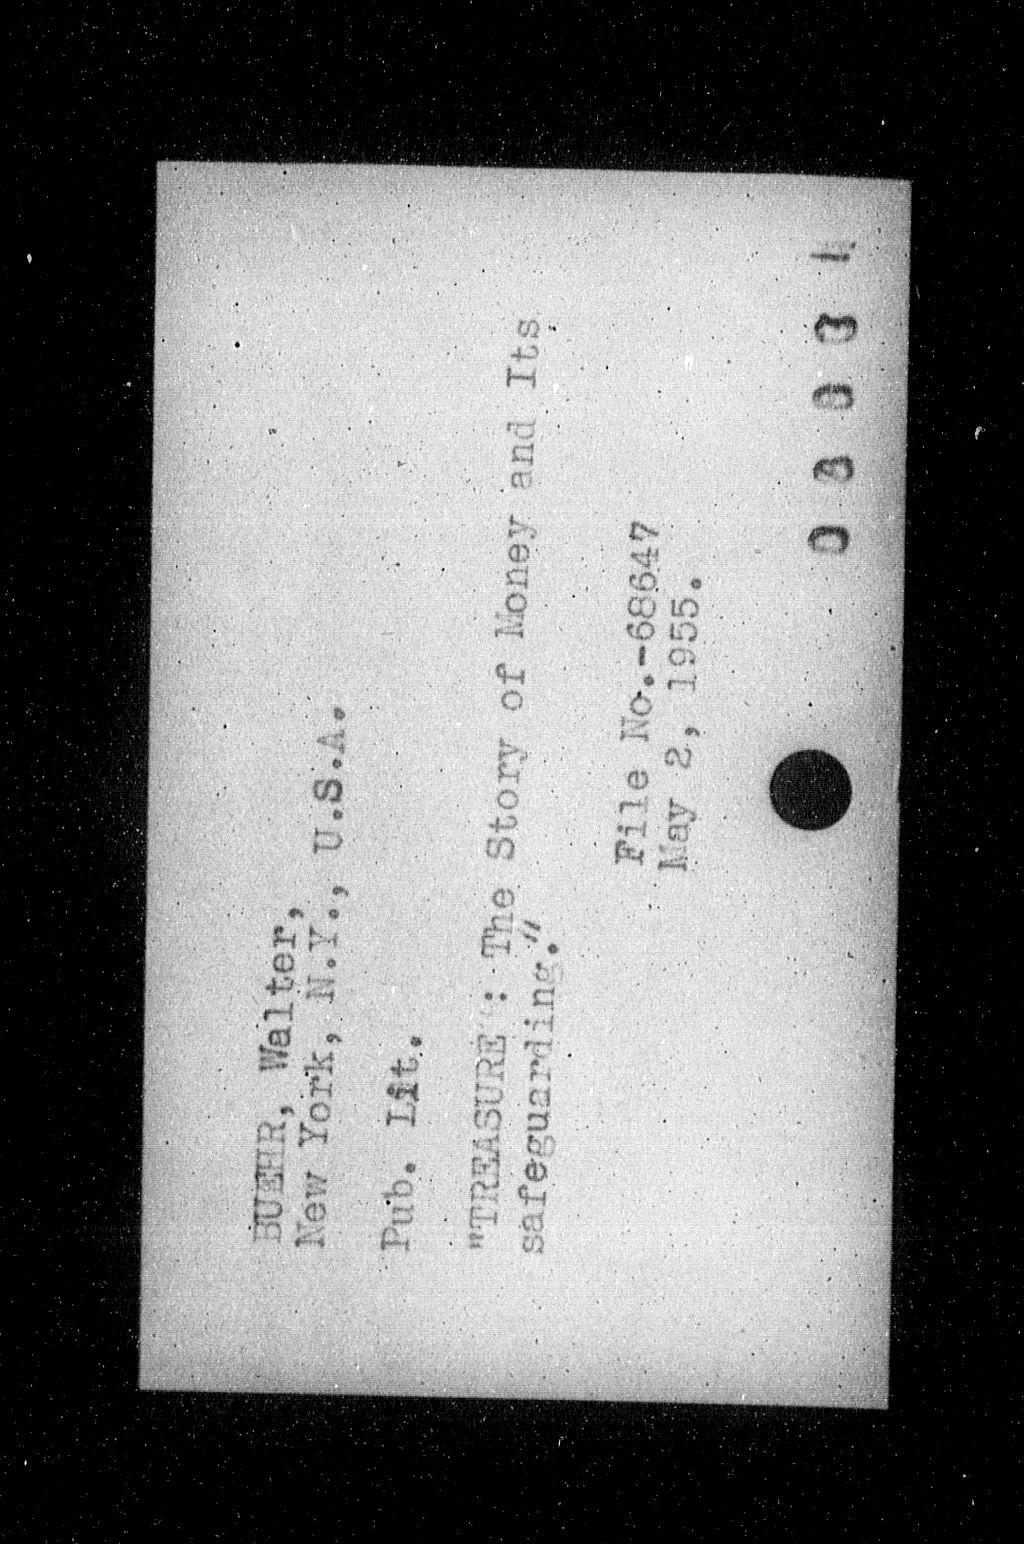 BUEHR, Walter,
New York, N.Y., U.S.A.
Pub. Lit.
"TREASURE": The Story of Money and Its
safeguarding."
File No.-68647
May 2, 1955.